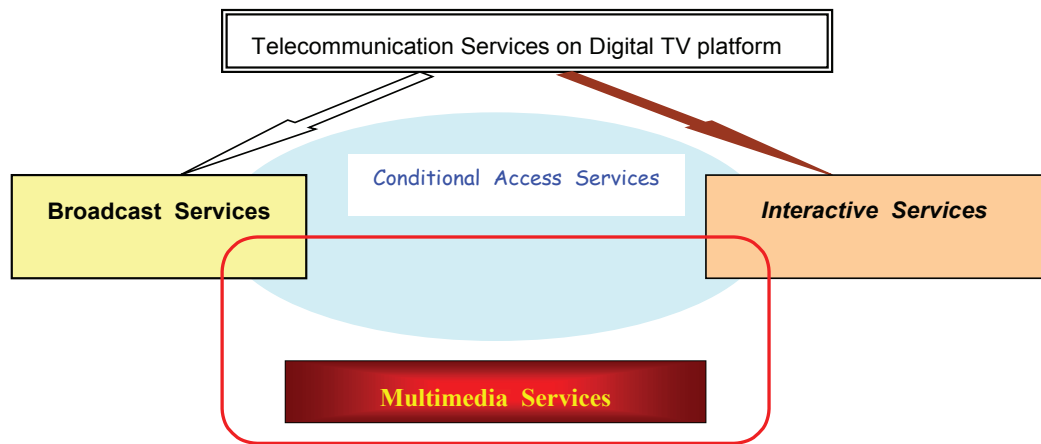 Telecommunication Services on Digital TV platform
Conditional Access Services
Broadcast Services
Interactive Services
Multimedia Services